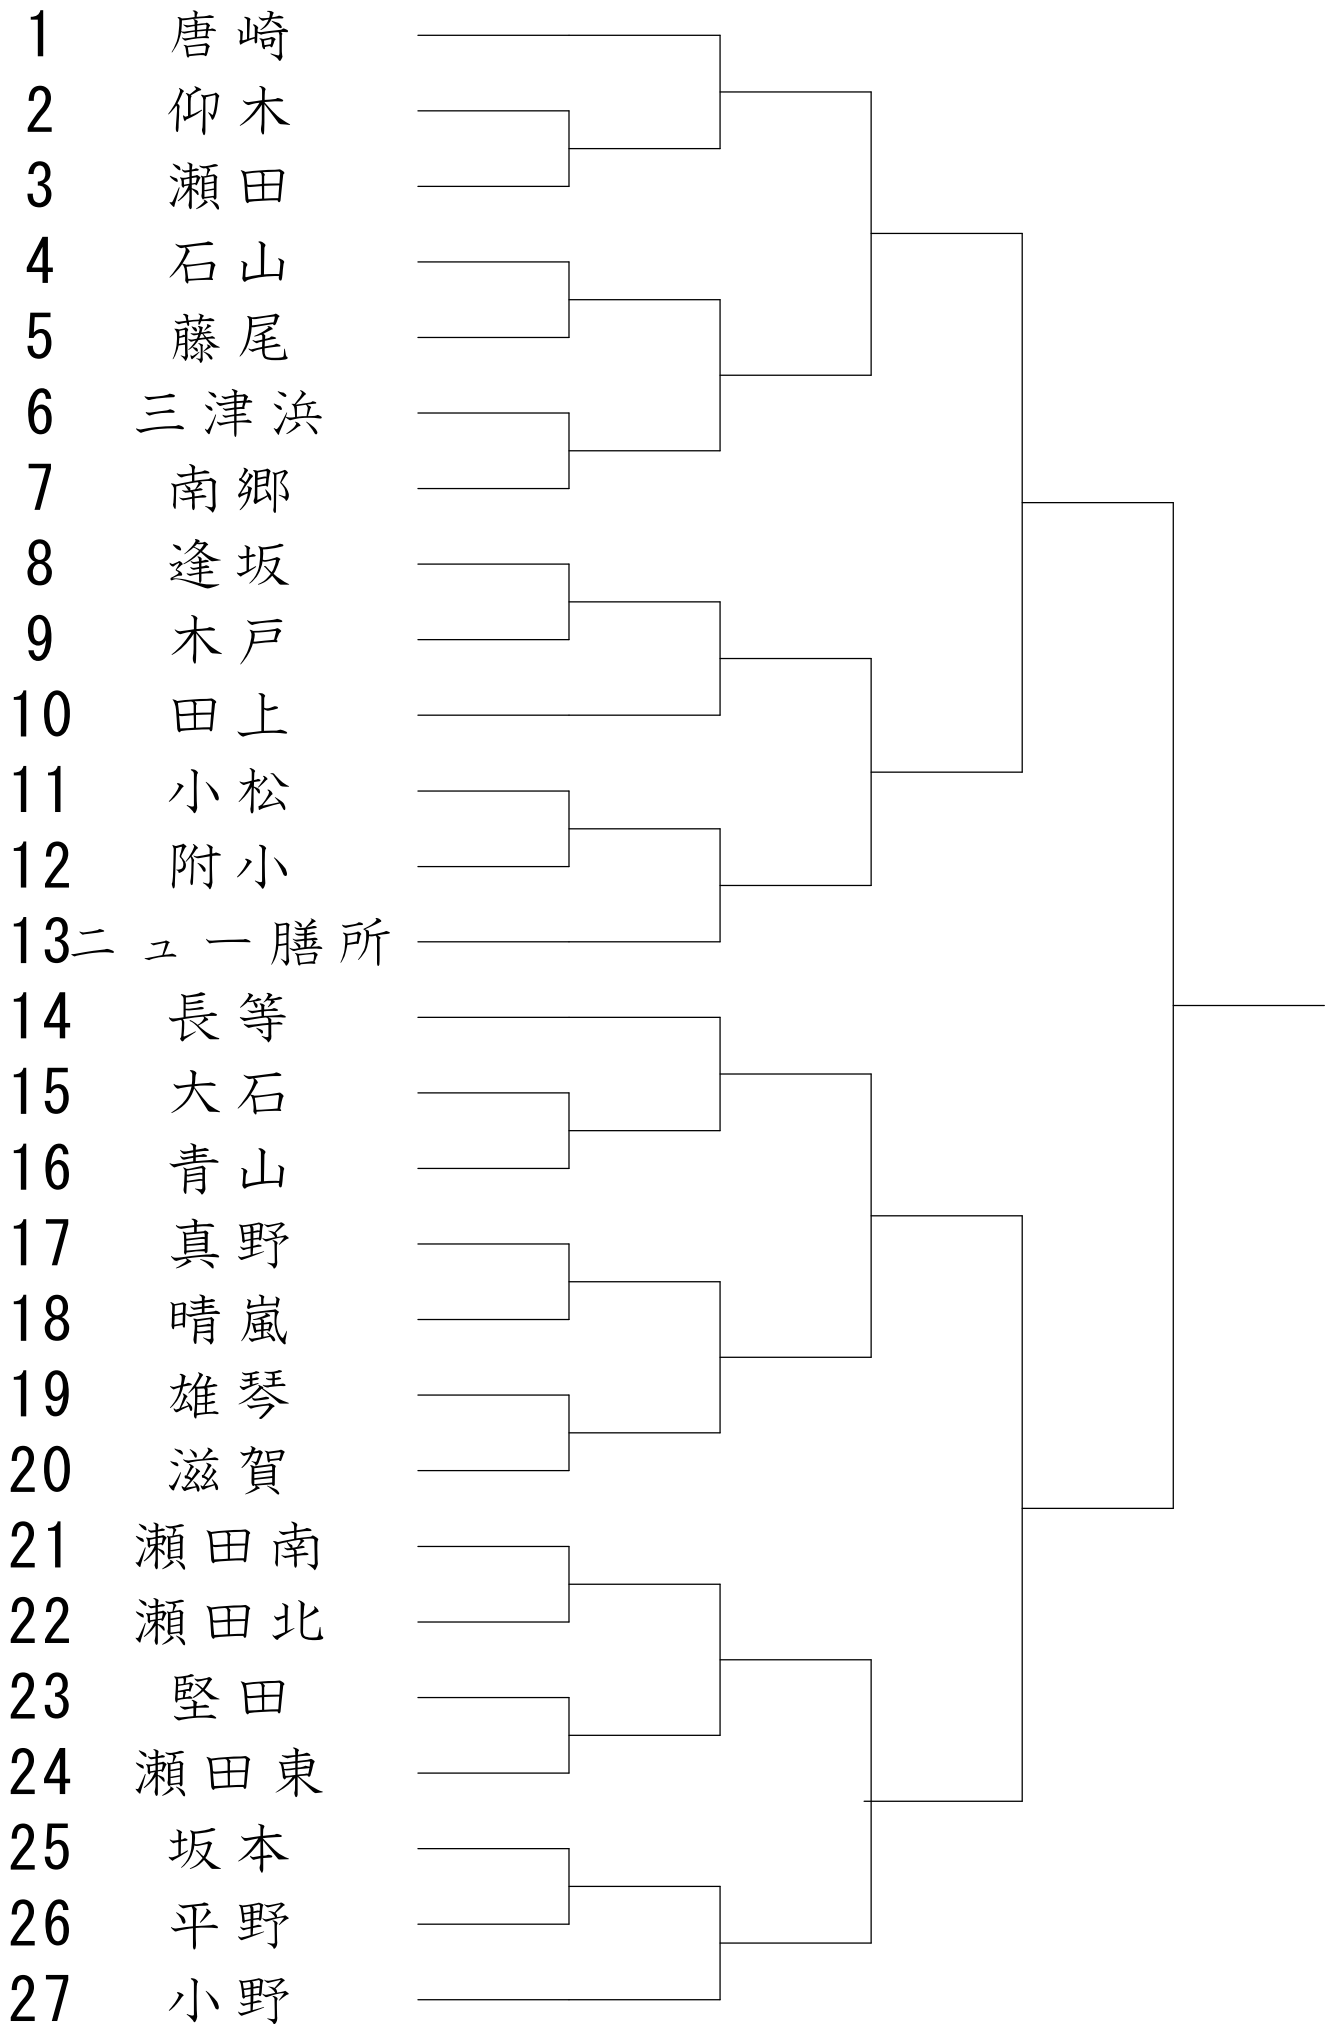 1 唐崎
2 仰木
3 瀬田
4 石山
5 藤尾
6 三津浜
7 南郷
8 逢坂
9 木戸
10 田上
11 小松
12 附小
13 ニュー膳所
14 長等
15 大石
16 青山
17 真野
18 晴嵐
19 雄琴
20 滋賀
21 瀬田南
22 瀬田北
23 堅田
24 瀬田東
25 坂本
26 平野
27 小野